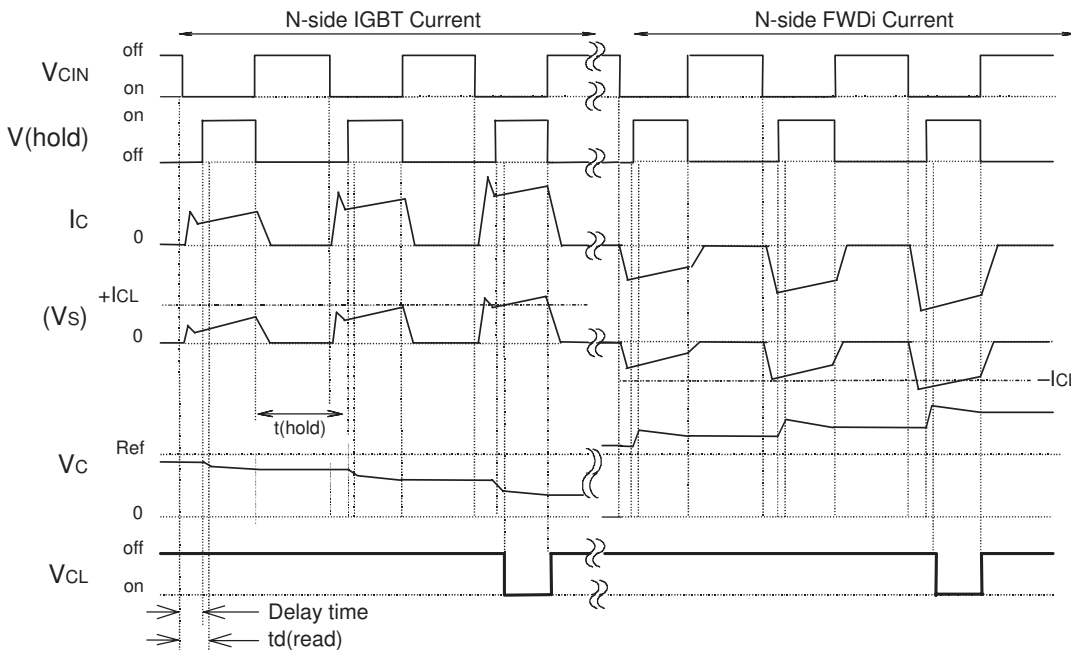 N-side IGBT Current
N-side FWDi Current
VCIN
off
on
V(hold)
on
off
IC
0
+ICL
(VS)
0
–ICL
t(hold)
Ref
VC
0
VCL
off
on
Delay time
td(read)